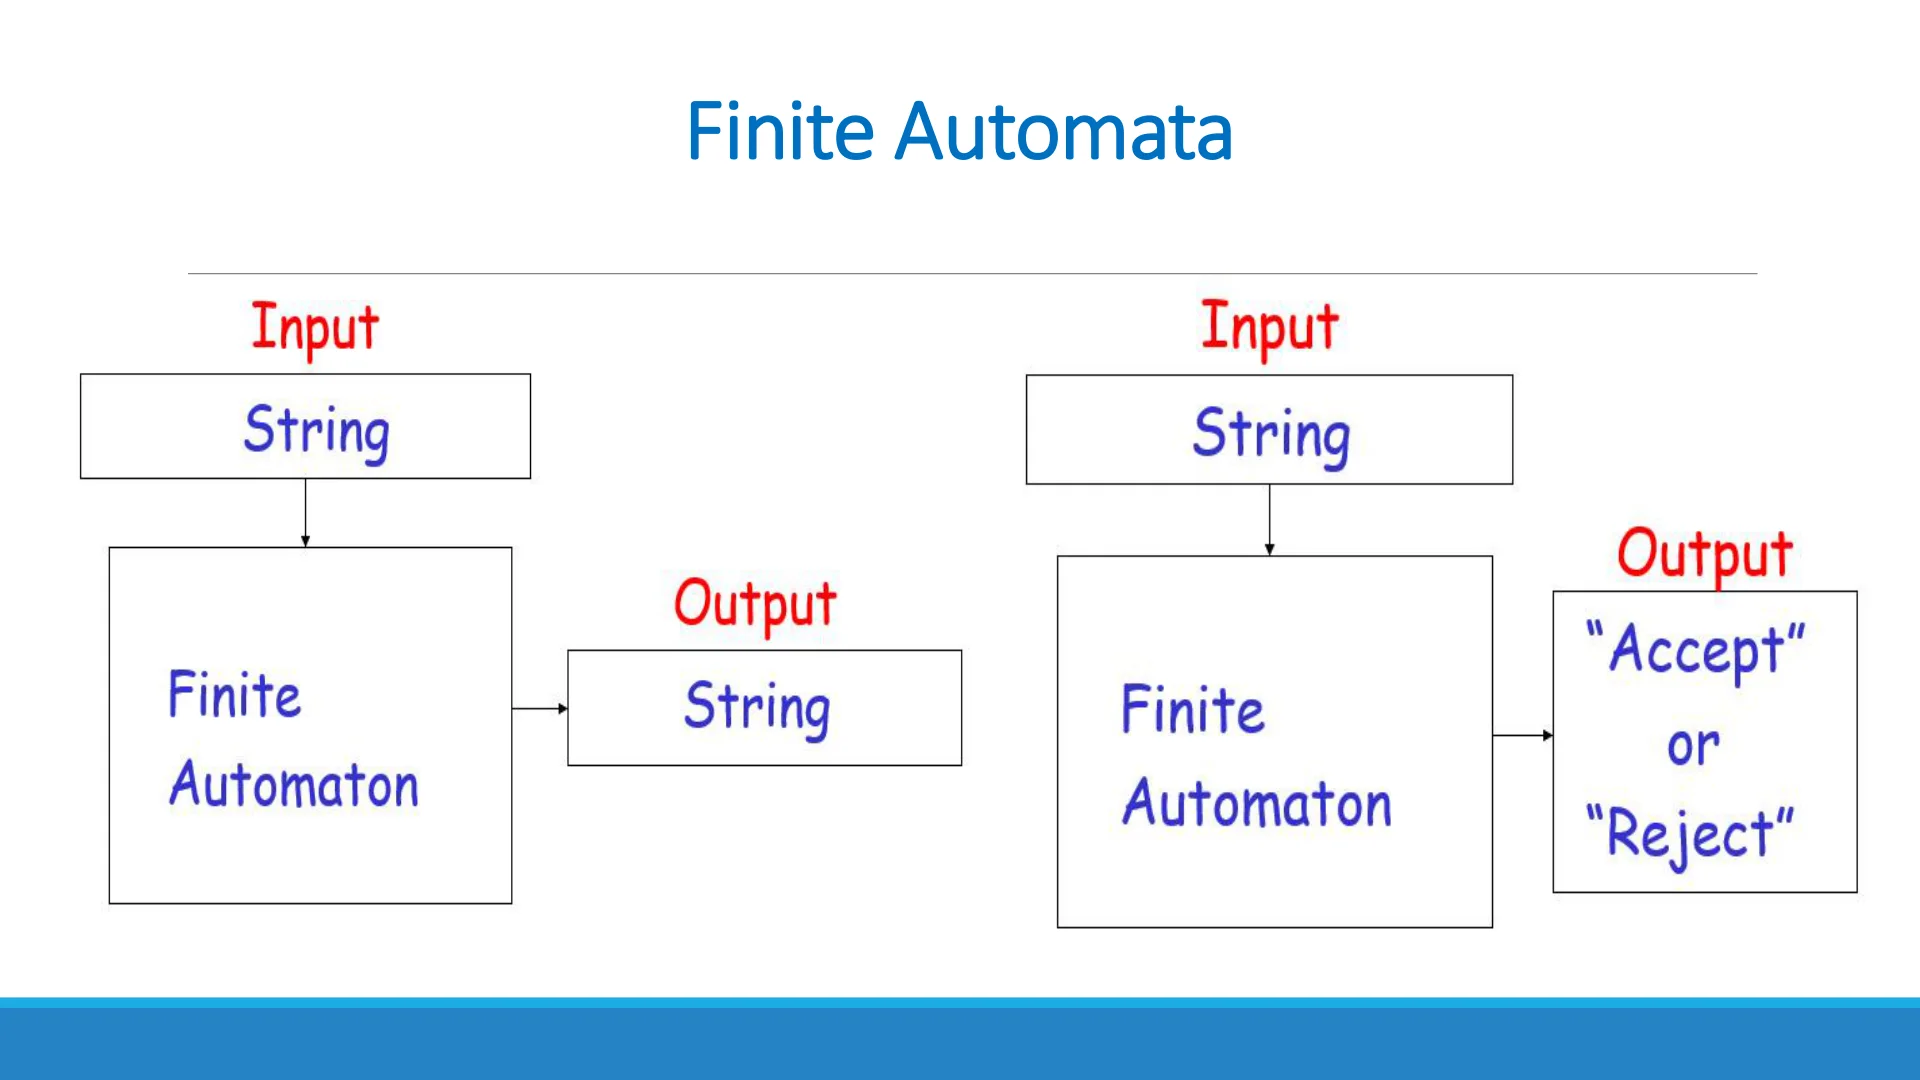 Finite Automata
Input
String
Finite
Automaton
Output
String
Input
String
Finite
Automaton
Output
“Accept”
or
“Reject”